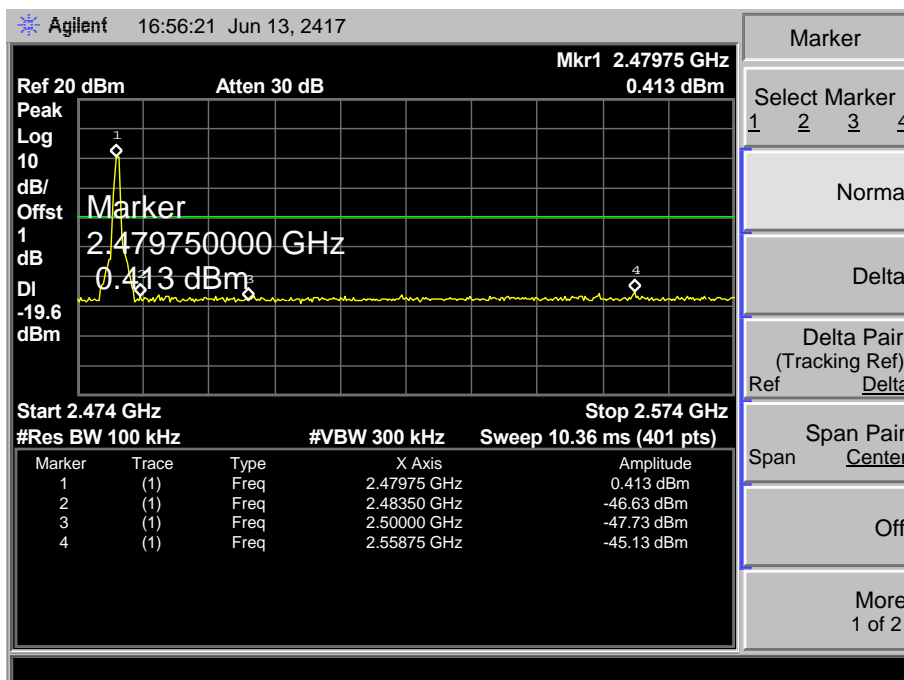 Agilent 16:56:21 Jun 13, 2417
Mkr1 2.47975 GHz
Ref 20 dBm Atten 30 dB 0.413 dBm
Peak
Log
10
dB/
Offst
1
dB
DI
-19.6
dBm
1
Marker
2.479750000 GHz
0.413 dBm
2
3
4
Start 2.474 GHz Stop 2.574 GHz
#Res BW 100 kHz #VBW 300 kHz Sweep 10.36 ms (401 pts)
Marker Trace Type X Axis Amplitude
1 (1) Freq 2.47975 GHz 0.413 dBm
2 (1) Freq 2.48350 GHz -46.63 dBm
3 (1) Freq 2.50000 GHz -47.73 dBm
4 (1) Freq 2.55875 GHz -45.13 dBm
Marker
Select Marker
1 2 3 4
Norma
Delta
Delta Pair
(Tracking Ref)
Ref Delta
Span Pair
Span Center
Off
More
1 of 2